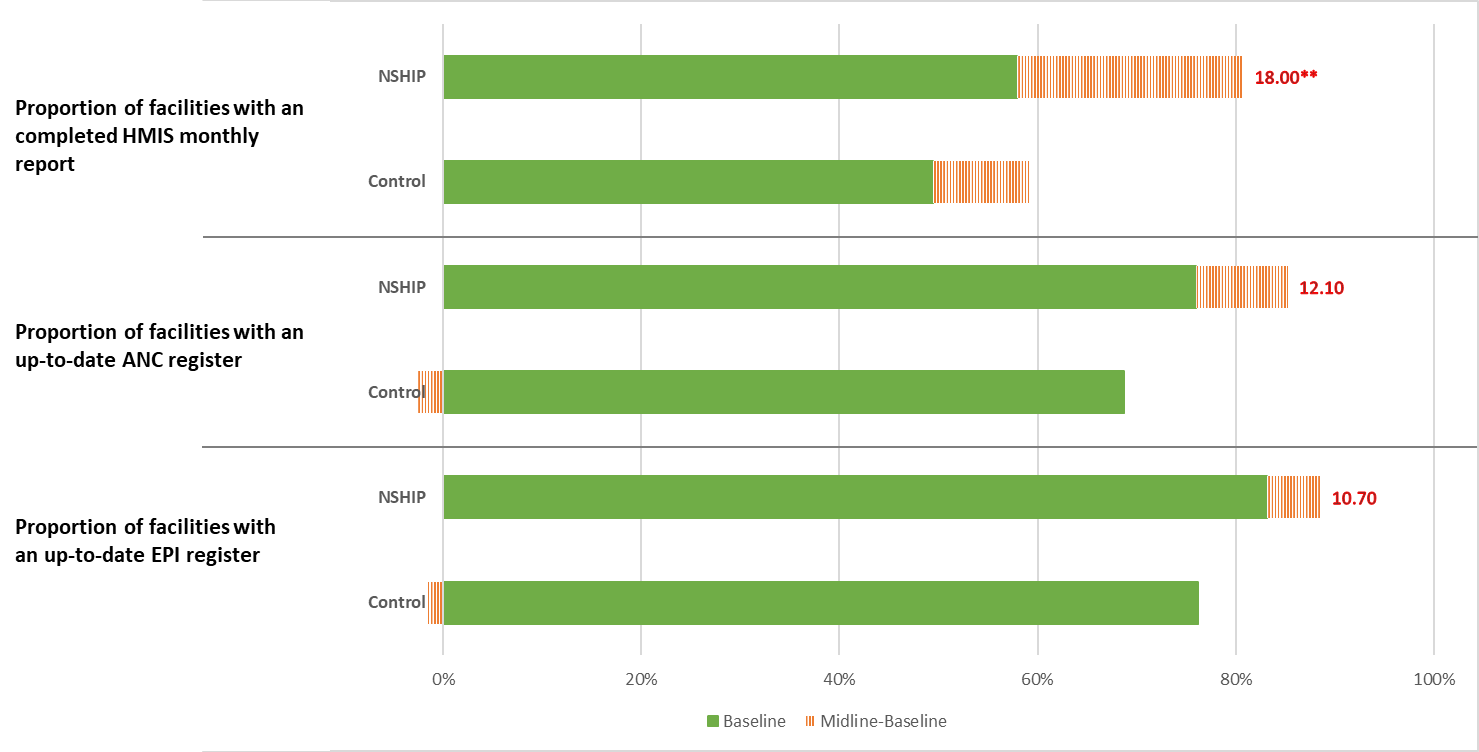 Proportion of facilities with an
completed HMIS monthly
report
NSHIP
18.00**
Control
Proportion of facilities with an
up-to-date ANC register
NSHIP
12.10
Control
Proportion of facilities with
an up-to-date EPI register
NSHIP
10.70
Control
0% 20% 40% 60% 80% 100%
Baseline Midline-Baseline